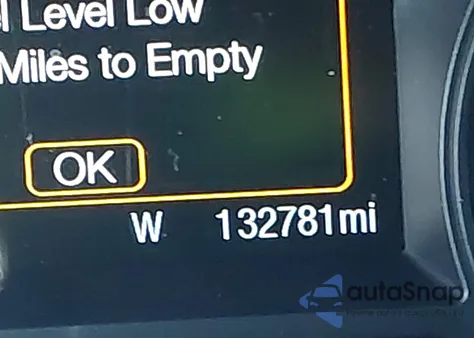 l Level Low
Miles to Empty
OK
W 132781mi
autoSnap